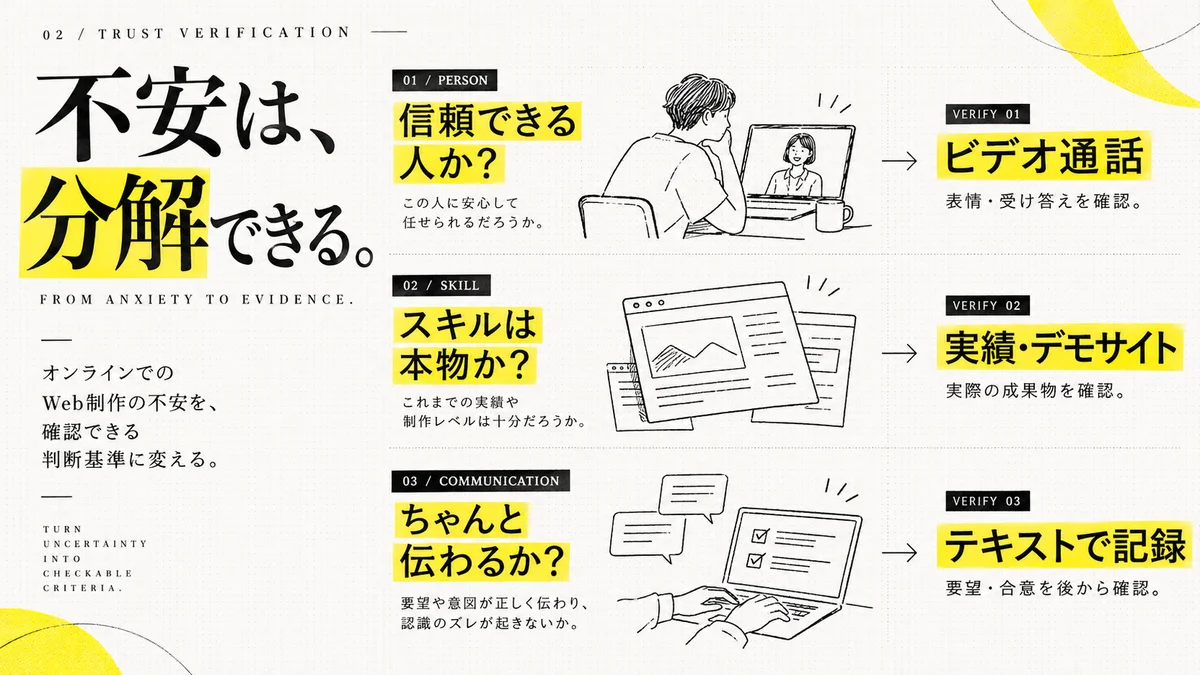 02 / TRUST VERIFICATION
不安は、
分解できる。
FROM ANXIETY TO EVIDENCE.
オンラインでの
Web制作の不安を、
確認できる
判断基準に変える。
TURN
UNCERTAINTY
INTO
CHECKABLE
CRITERIA.
01 / PERSON
信頼できる
人か?
この人に安心して
任せられるだろうか。
VERIFY 01
ビデオ通話
表情・受け答えを確認。
02 / SKILL
スキルは
本物か?
これまでの実績や
制作レベルは十分だろうか。
VERIFY 02
実績・デモサイト
実際の成果物を確認。
03 / COMMUNICATION
ちゃんと
伝わるか?
要望や意図が正しく伝わり、
認識のズレが起きないか。
VERIFY 03
テキストで記録
要望・合意を後から確認。